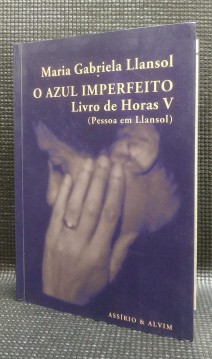 Maria Gabriela Llansol
O AZUL IMPERFEITO
Livro de Horas V
(Pessoa em Llansol)
ASSÍRIO & ALVIM